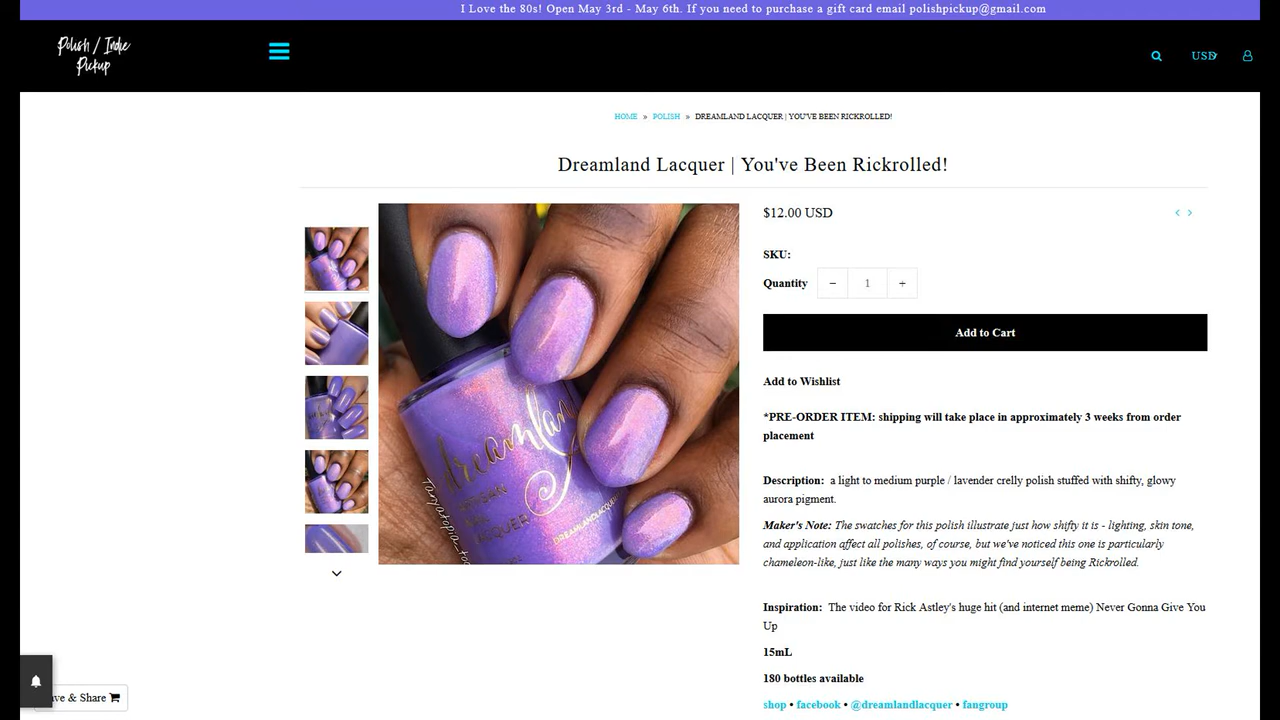 I Love the 80s! Open May 3rd - May 6th. If you need to purchase a gift card email polishpickup@gmail.com
Polish / Indie
Pickup
USD
HOME » POLISH » DREAMLAND LACQUER | YOU'VE BEEN RICKROLLED!
Dreamland Lacquer | You've Been Rickrolled!
$12.00 USD
SKU:
Quantity − 1 +
Add to Cart
Add to Wishlist
*PRE-ORDER ITEM: shipping will take place in approximately 3 weeks from order
placement
Description: a light to medium purple / lavender crelly polish stuffed with shifty, glowy
aurora pigment.
Maker's Note: The swatches for this polish illustrate just how shifty it is - lighting, skin tone,
and application affect all polishes, of course, but we've noticed this one is particularly
chameleon-like, just like the many ways you might find yourself being Rickrolled.
Inspiration: The video for Rick Astley's huge hit (and internet meme) Never Gonna Give You
Up
15mL
180 bottles available
shop • facebook • @dreamlandlacquer • fangroup
dreamlan
LACQUER
DREAMLANDLACQUER
& Share